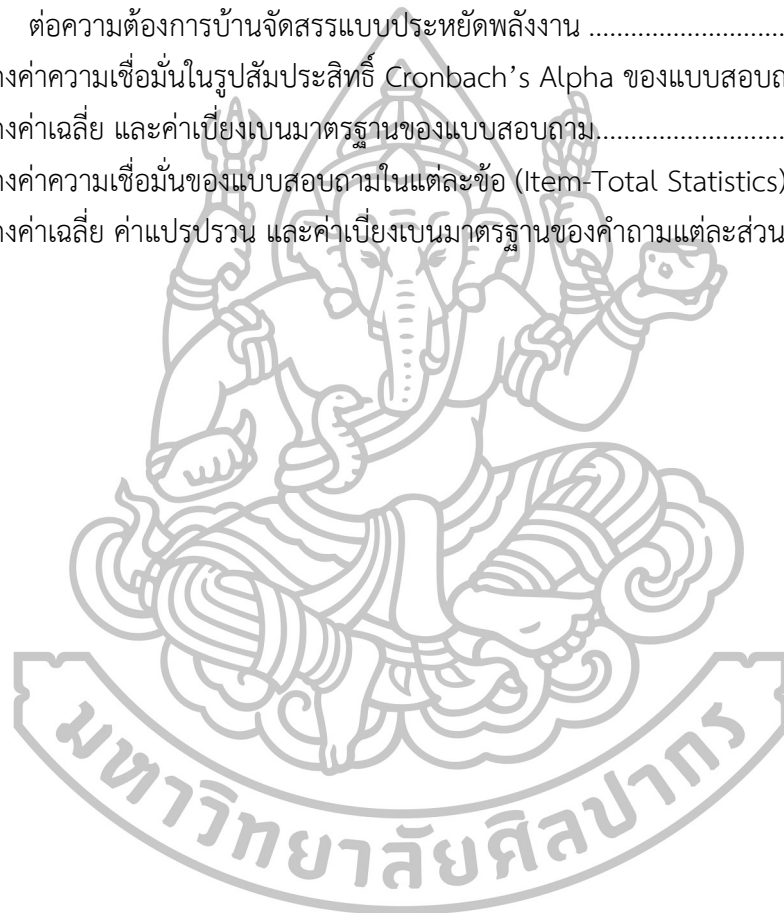 ต่อความต้องการบ้านจัดสรรแบบประหยัดพลังงาน ..........................
างค่าความเชื่อมั่นในรูปสัมประสิทธิ์ Cronbach's Alpha ของแบบสอบถ
างค่าเฉลี่ย และค่าเบี่ยงเบนมาตรฐานของแบบสอบถาม.........................
างค่าความเชื่อมั่นของแบบสอบถามในแต่ละข้อ (Item-Total Statistics)
างค่าเฉลี่ย ค่าแปรปรวน และค่าเบี่ยงเบนมาตรฐานของคำถามแต่ละส่วน
มหาวิทยาลัยศิลปากร